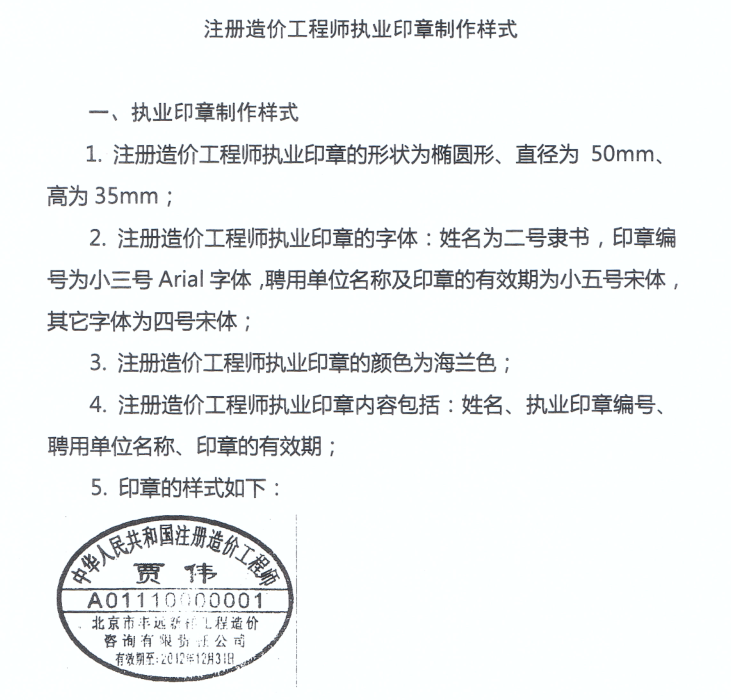 注册造价工程师执业印章制作样式
一、执业印章制作样式
1. 注册造价工程师执业印章的形状为椭圆形、直径为 50mm、
高为 35mm；
2. 注册造价工程师执业印章的字体：姓名为二号隶书，印章编
号为小三号 Arial 字体，聘用单位名称及印章的有效期为小五号宋体，
其它字体为四号宋体；
3. 注册造价工程师执业印章的颜色为海兰色；
4. 注册造价工程师执业印章内容包括：姓名、执业印章编号、
聘用单位名称、印章的有效期；
5. 印章的样式如下：
中华人民共和国注册造价工程师
贾 伟
A01110000001
北京市 工程造价
咨询有限责任公司
有效期至:2012年12月31日